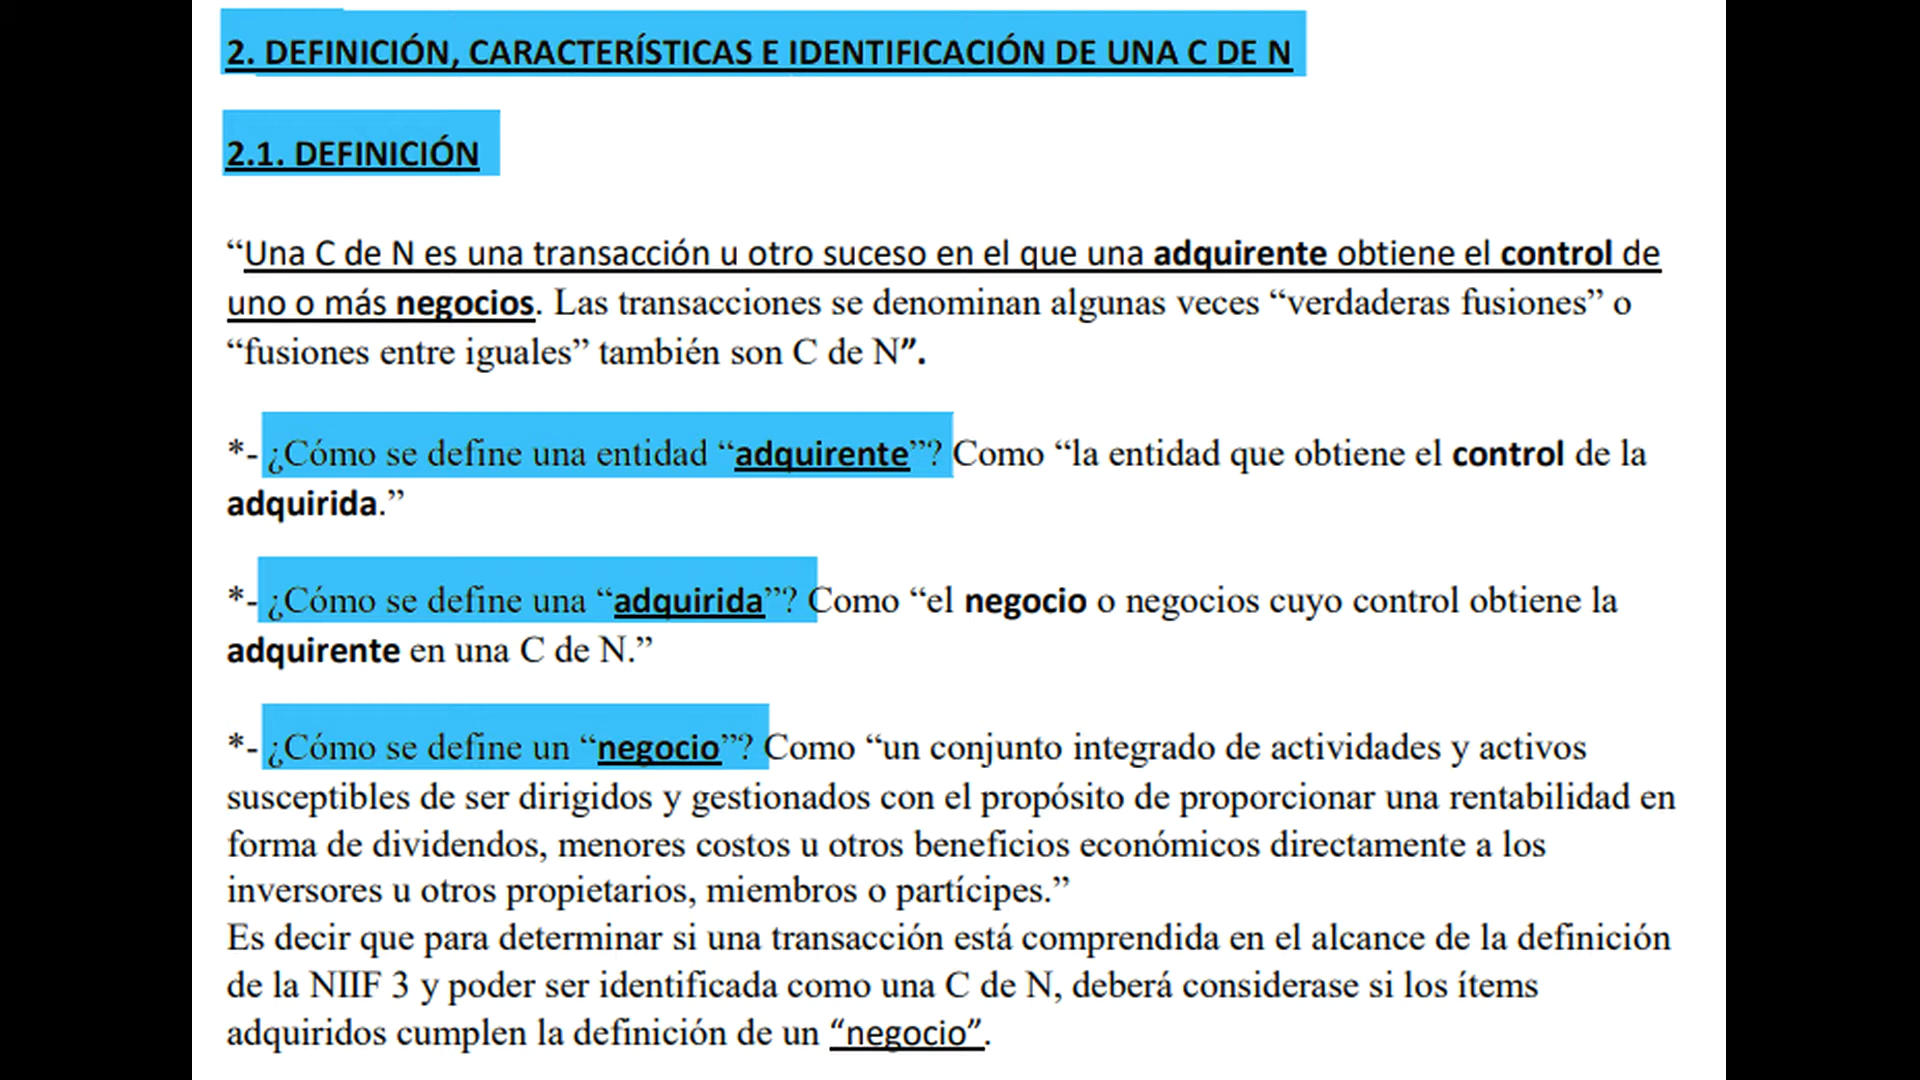 2. DEFINICIÓN, CARACTERÍSTICAS E IDENTIFICACIÓN DE UNA C DE N
2.1. DEFINICIÓN
“Una C de N es una transacción u otro suceso en el que una adquirente obtiene el control de
uno o más negocios. Las transacciones se denominan algunas veces “verdaderas fusiones” o
“fusiones entre iguales” también son C de N”.
*- ¿Cómo se define una entidad “adquirente”? Como “la entidad que obtiene el control de la
adquirida.”
*- ¿Cómo se define una “adquirida”? Como “el negocio o negocios cuyo control obtiene la
adquirente en una C de N.”
*- ¿Cómo se define un “negocio”? Como “un conjunto integrado de actividades y activos
susceptibles de ser dirigidos y gestionados con el propósito de proporcionar una rentabilidad en
forma de dividendos, menores costos u otros beneficios económicos directamente a los
inversores u otros propietarios, miembros o partícipes.”
Es decir que para determinar si una transacción está comprendida en el alcance de la definición
de la NIIF 3 y poder ser identificada como una C de N, deberá considerase si los ítems
adquiridos cumplen la definición de un “negocio”.